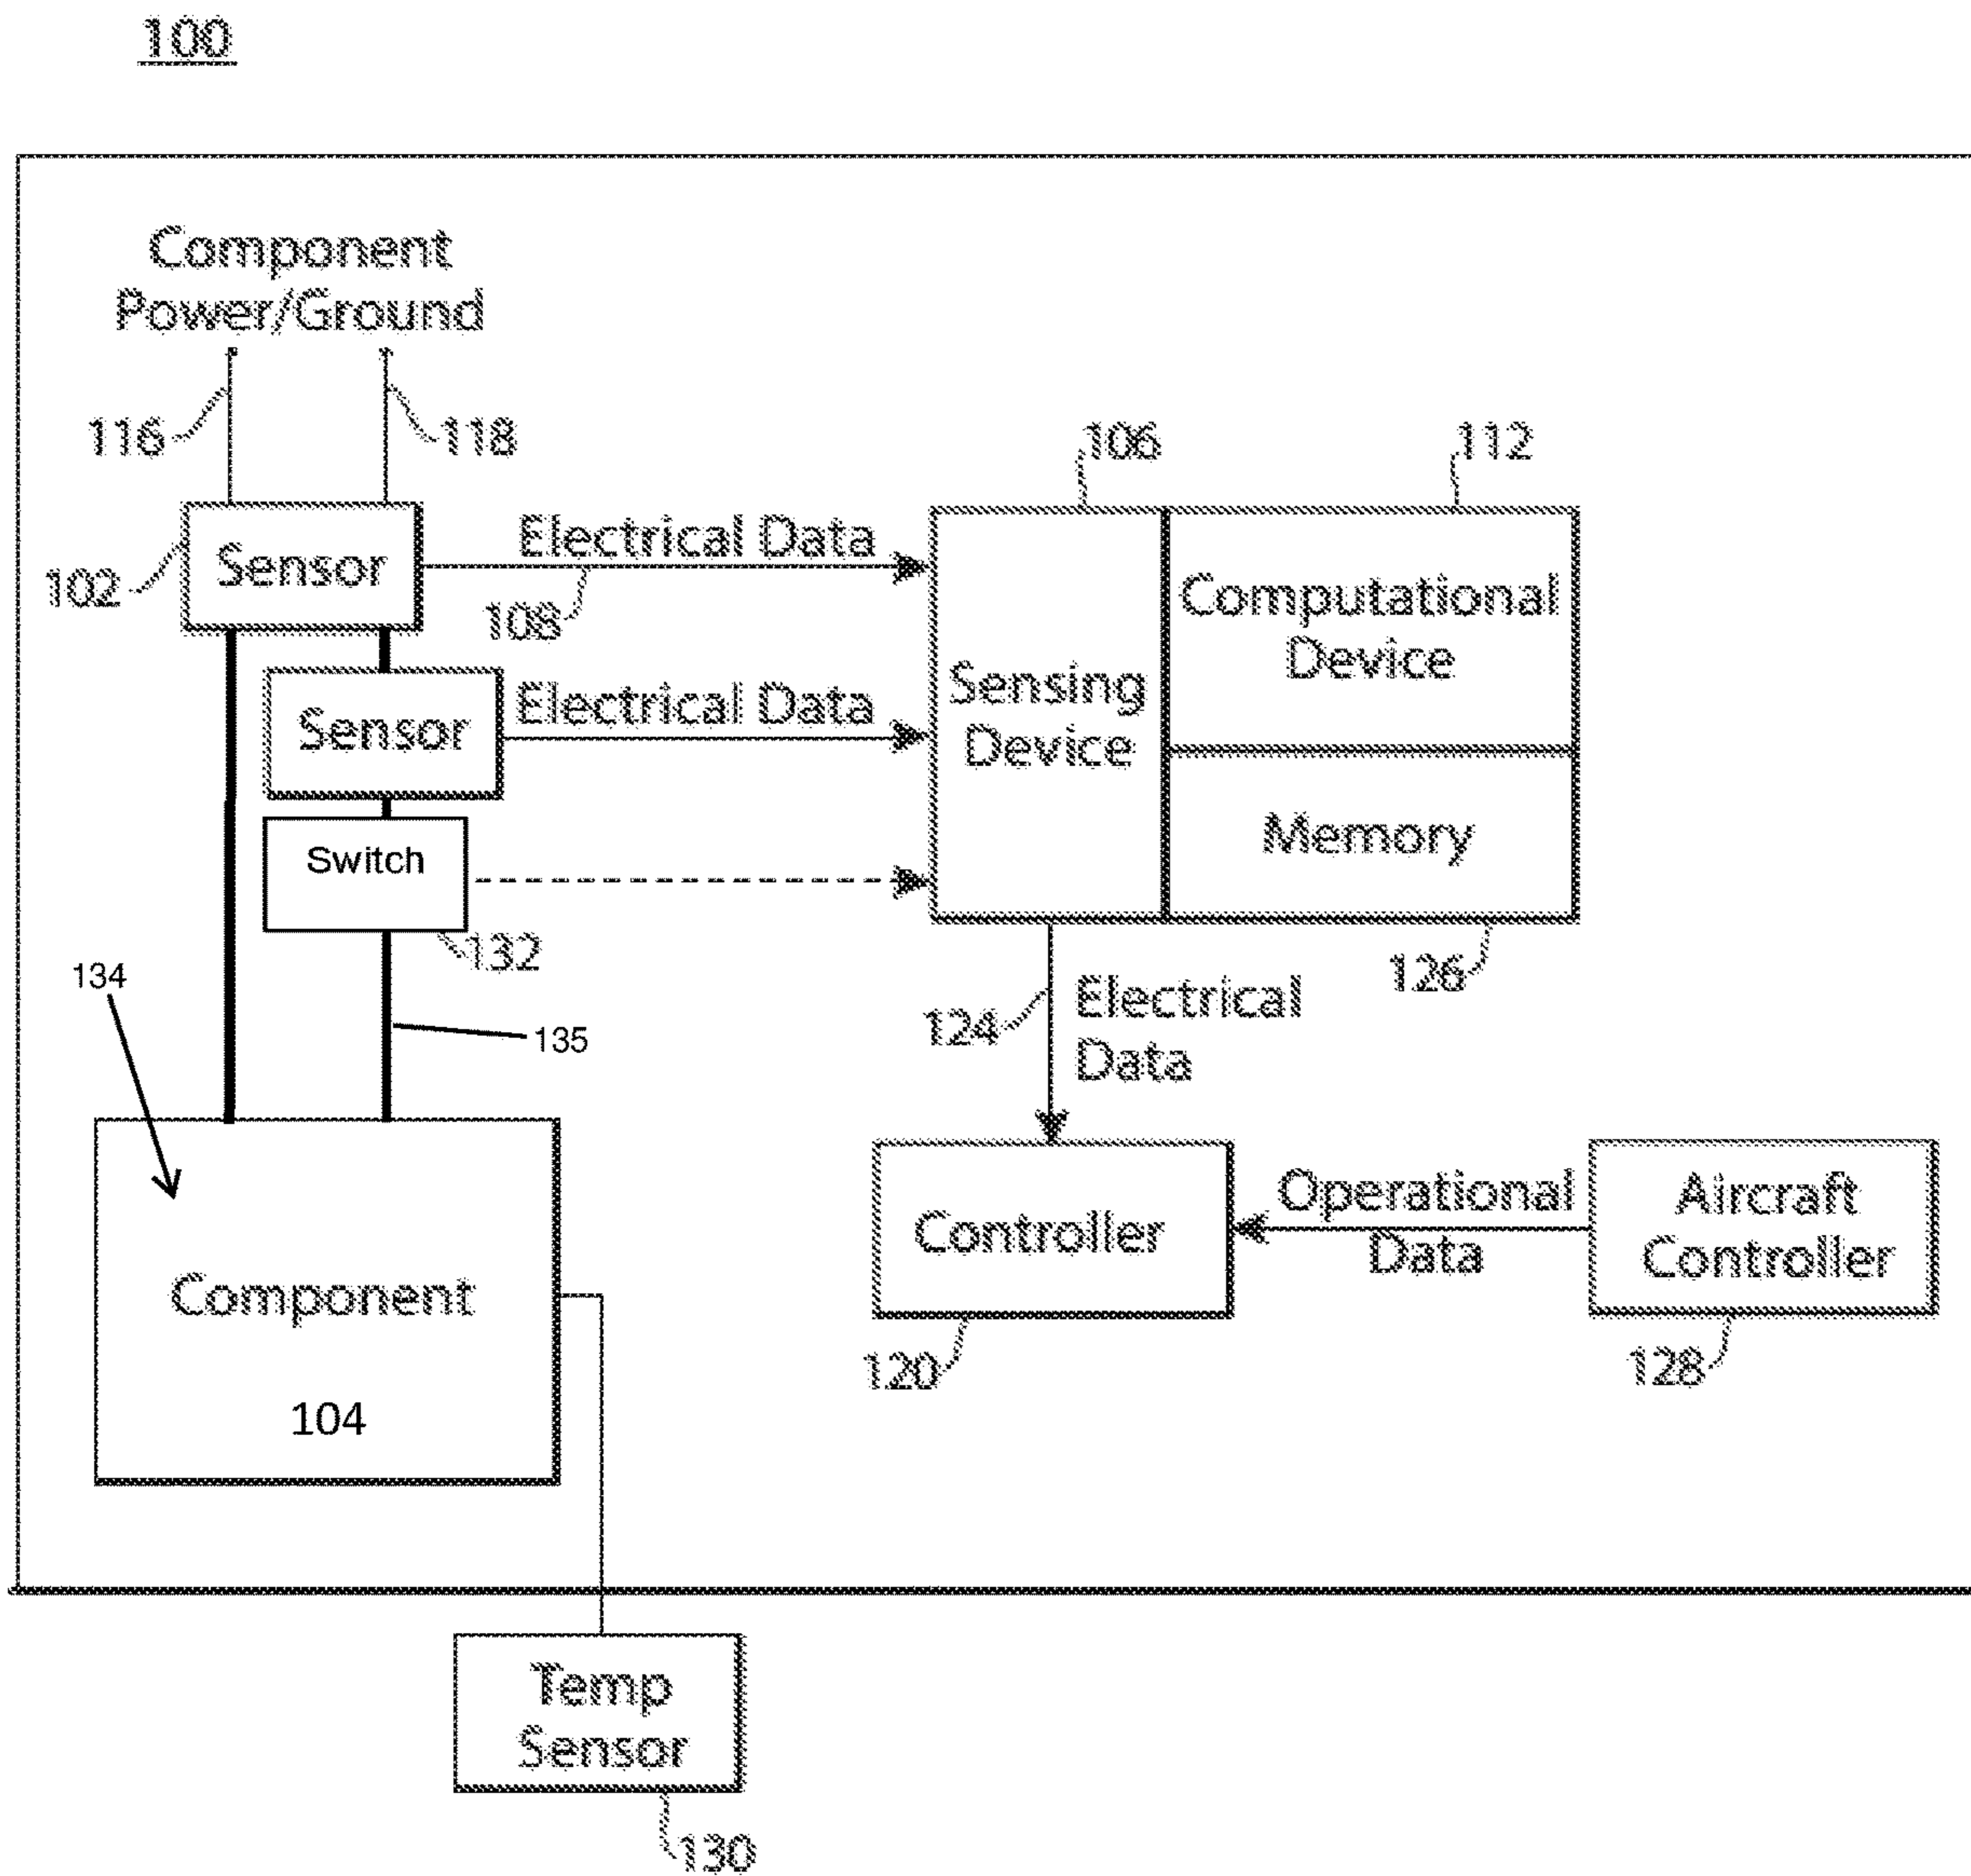 100
Component
Power/Ground
116
118
106
112
Sensor
102
Electrical Data
108
Computational
Device
Sensing
Device
Sensor
Electrical Data
Memory
Switch
132
126
134
135
124
Electrical
Data
Component
104
Controller
120
Operational
Data
Aircraft
Controller
128
Temp
Sensor
130